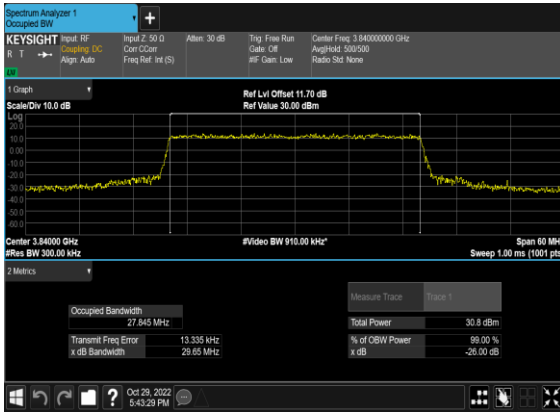 Spectrum Analyzer 1
Occupied BW
KEYSIGHT Input: RF Input Z: 50 Ω Atten: 30 dB Trig: Free Run Center Freq: 3.840000000 GHz
R T Coupling: DC Corr CCorr Gate: Off Avg|Hold: 500/500
Align: Auto Freq Ref: Int (S) #IF Gain: Low Radio Std: None
1 Graph
Ref Lvl Offset 11.70 dB
Scale/Div 10.0 dB Ref Value 30.00 dBm
Log
20.0
10.0
0.00
-10.0
-20.0
-30.0
-40.0
-50.0
-60.0
Center 3.84000 GHz #Video BW 910.00 kHz* Span 60 MH
#Res BW 300.00 kHz Sweep 1.00 ms (1001 pts
2 Metrics
Measure Trace Trace 1
Occupied Bandwidth
27.845 MHz Total Power 30.8 dBm
Transmit Freq Error 13.335 kHz % of OBW Power 99.00 %
x dB Bandwidth 29.65 MHz x dB -26.00 dB
? Oct 29, 2022
5:43:29 PM